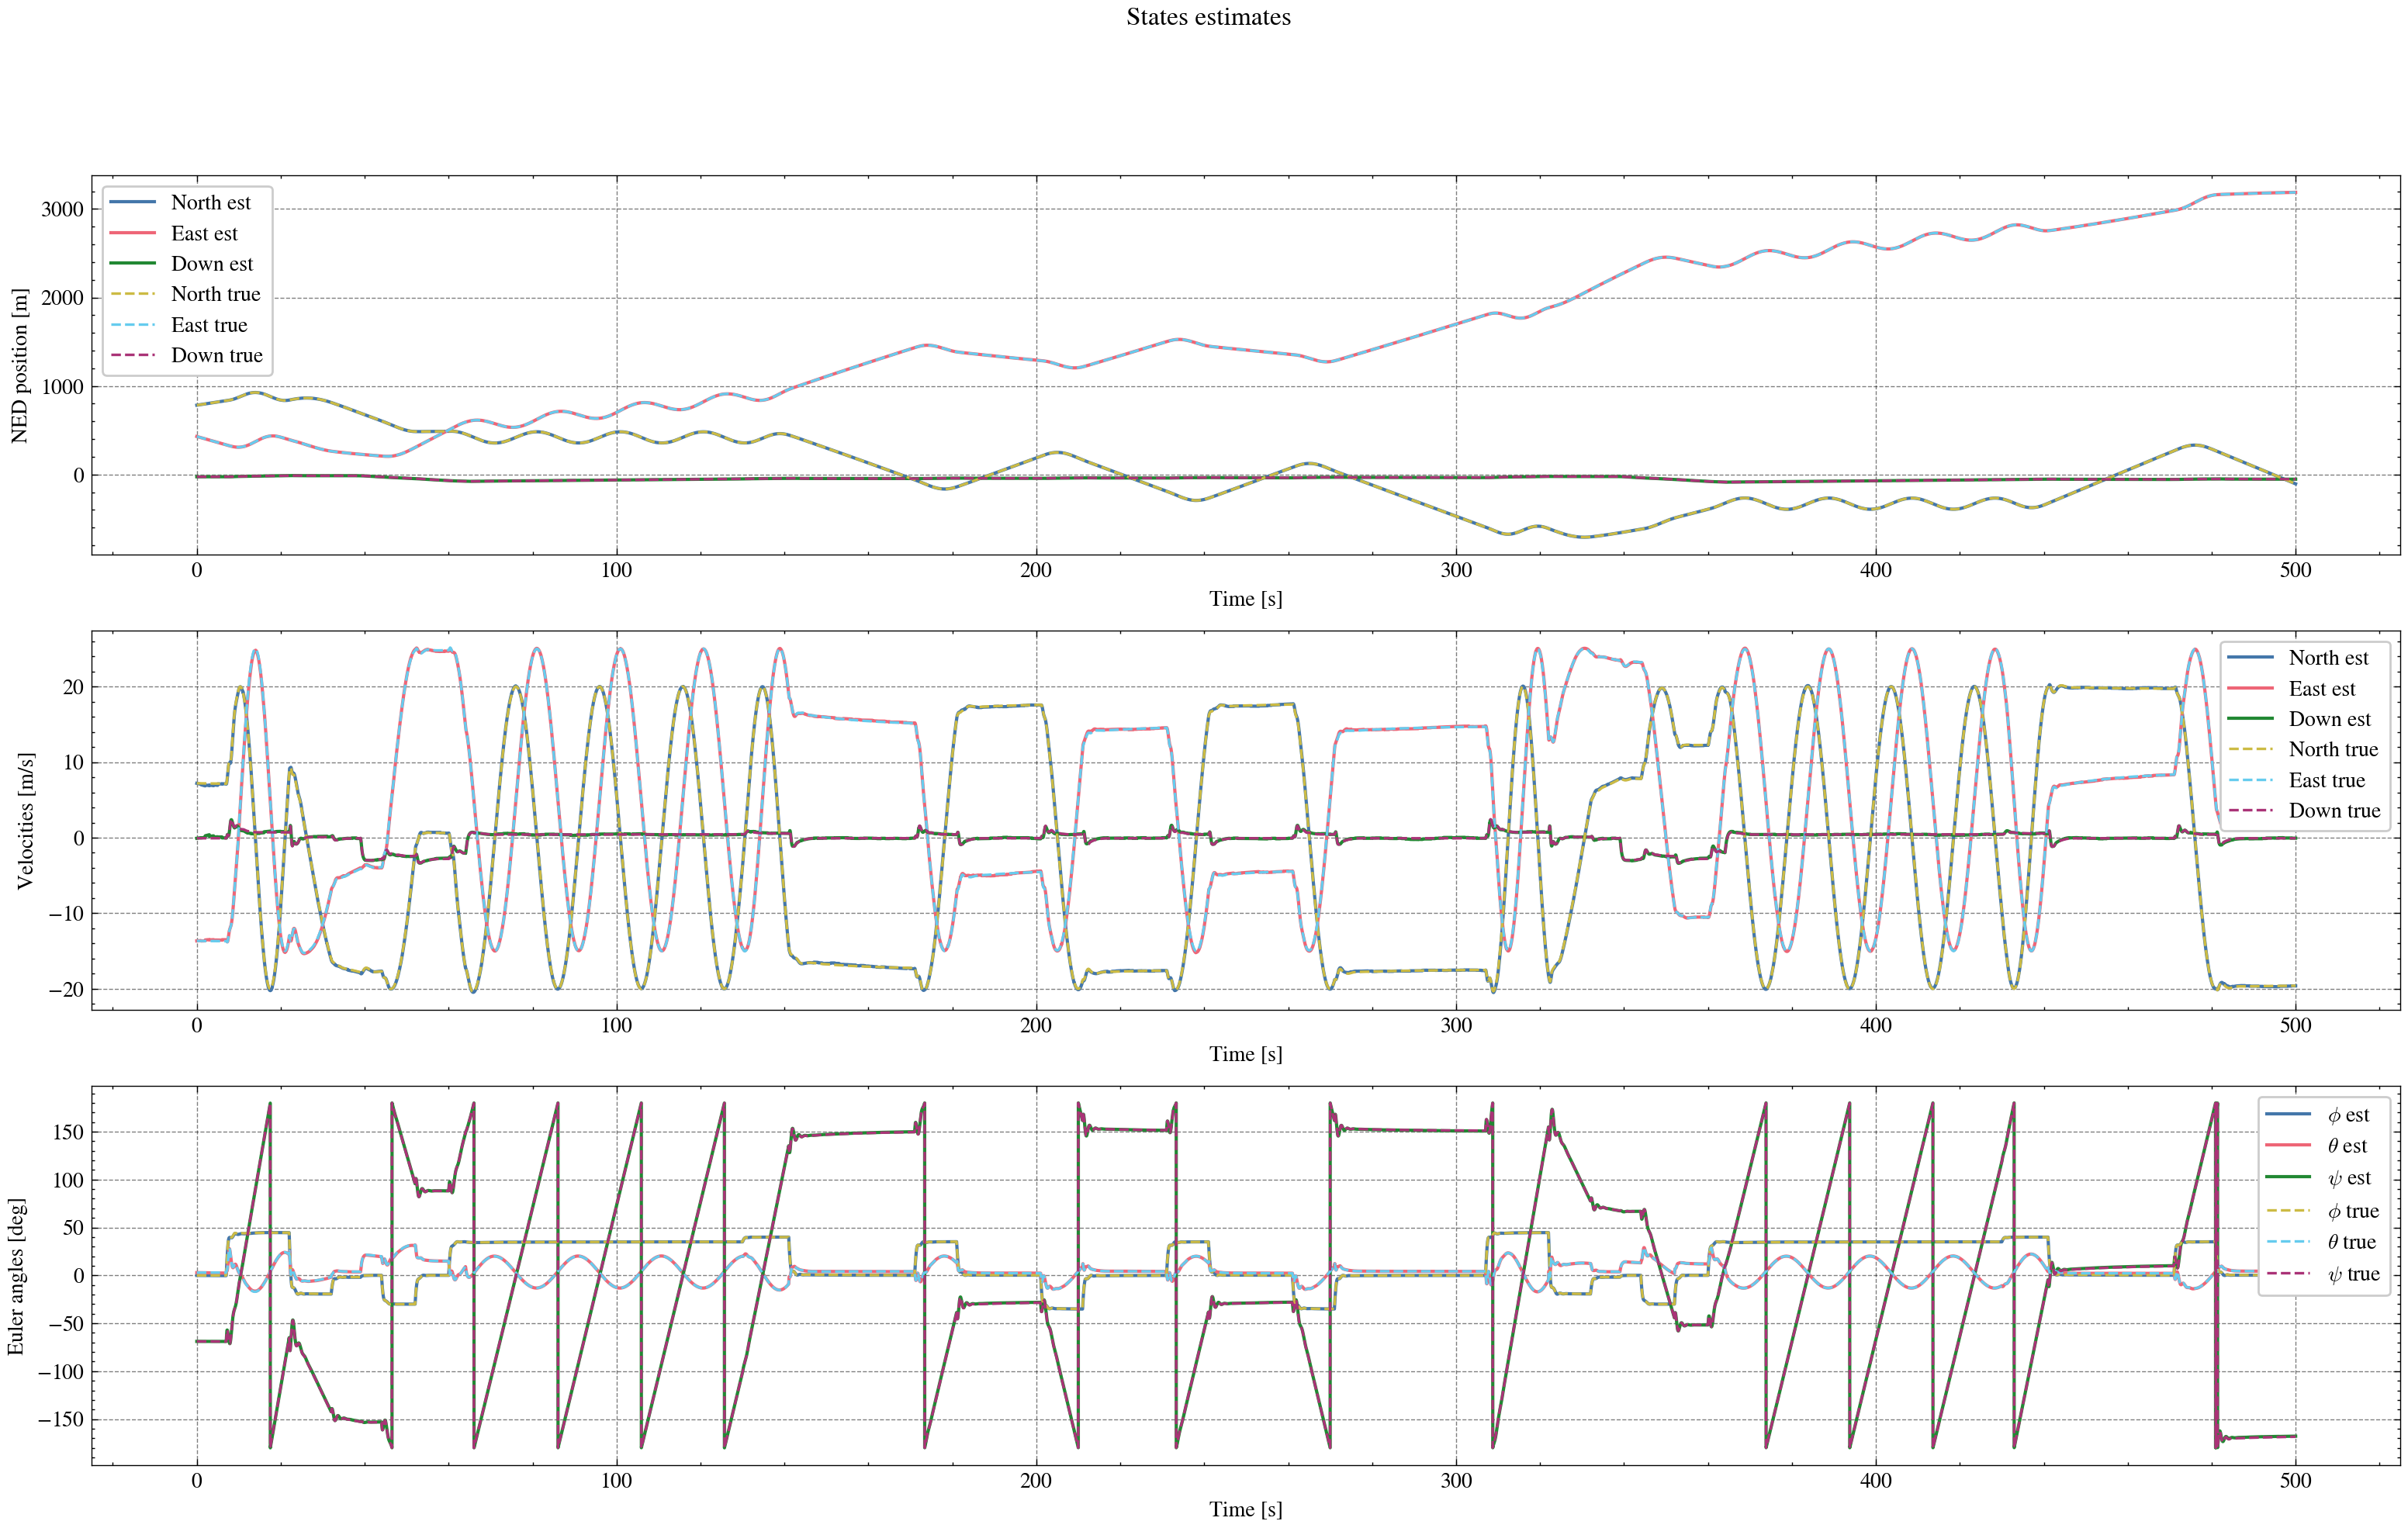 States estimates
3000
2000
1000
0
NED position [m]
North est
East est
Down est
North true
East true
Down true
0 100 200 300 400 500
Time [s]
20
10
0
−10
−20
Velocities [m/s]
North est
East est
Down est
North true
East true
Down true
0 100 200 300 400 500
Time [s]
150
100
50
0
−50
−100
−150
Euler angles [deg]
ϕ est
θ est
ψ est
ϕ true
θ true
ψ true
0 100 200 300 400 500
Time [s]